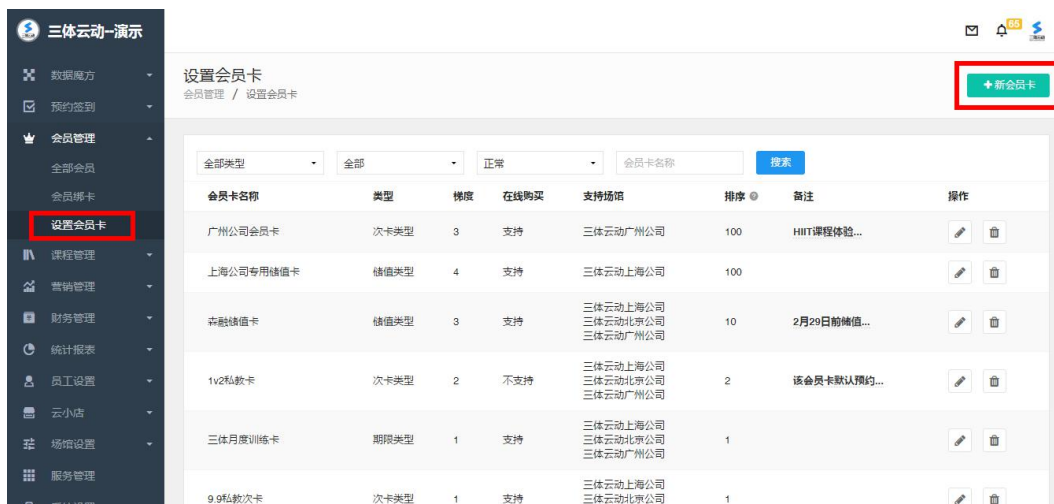 三体云动--演示
65
数据魔方
预约签到
会员管理
全部会员
会员绑卡
设置会员卡
课程管理
营销管理
财务管理
统计报表
员工设置
云小店
场馆设置
服务管理
设置会员卡
会员管理 / 设置会员卡
+新会员卡
全部类型 全部 正常 会员卡名称 搜索
会员卡名称 类型 梯度 在线购买 支持场馆 排序 备注 操作
广州公司会员卡 次卡类型 3 支持 三体云动广州公司 100 HIIT课程体验...
上海公司专用储值卡 储值类型 4 支持 三体云动上海公司 100
三体云动上海公司
森融储值卡 储值类型 3 支持 三体云动北京公司 10 2月29日前储值...
三体云动广州公司
三体云动上海公司
1v2私教卡 次卡类型 2 不支持 三体云动北京公司 2 该会员卡默认预约...
三体云动广州公司
三体云动上海公司
三体月度训练卡 期限类型 1 支持 三体云动北京公司 1
三体云动广州公司
三体云动上海公司
9.9私教次卡 次卡类型 1 支持 三体云动北京公司 1